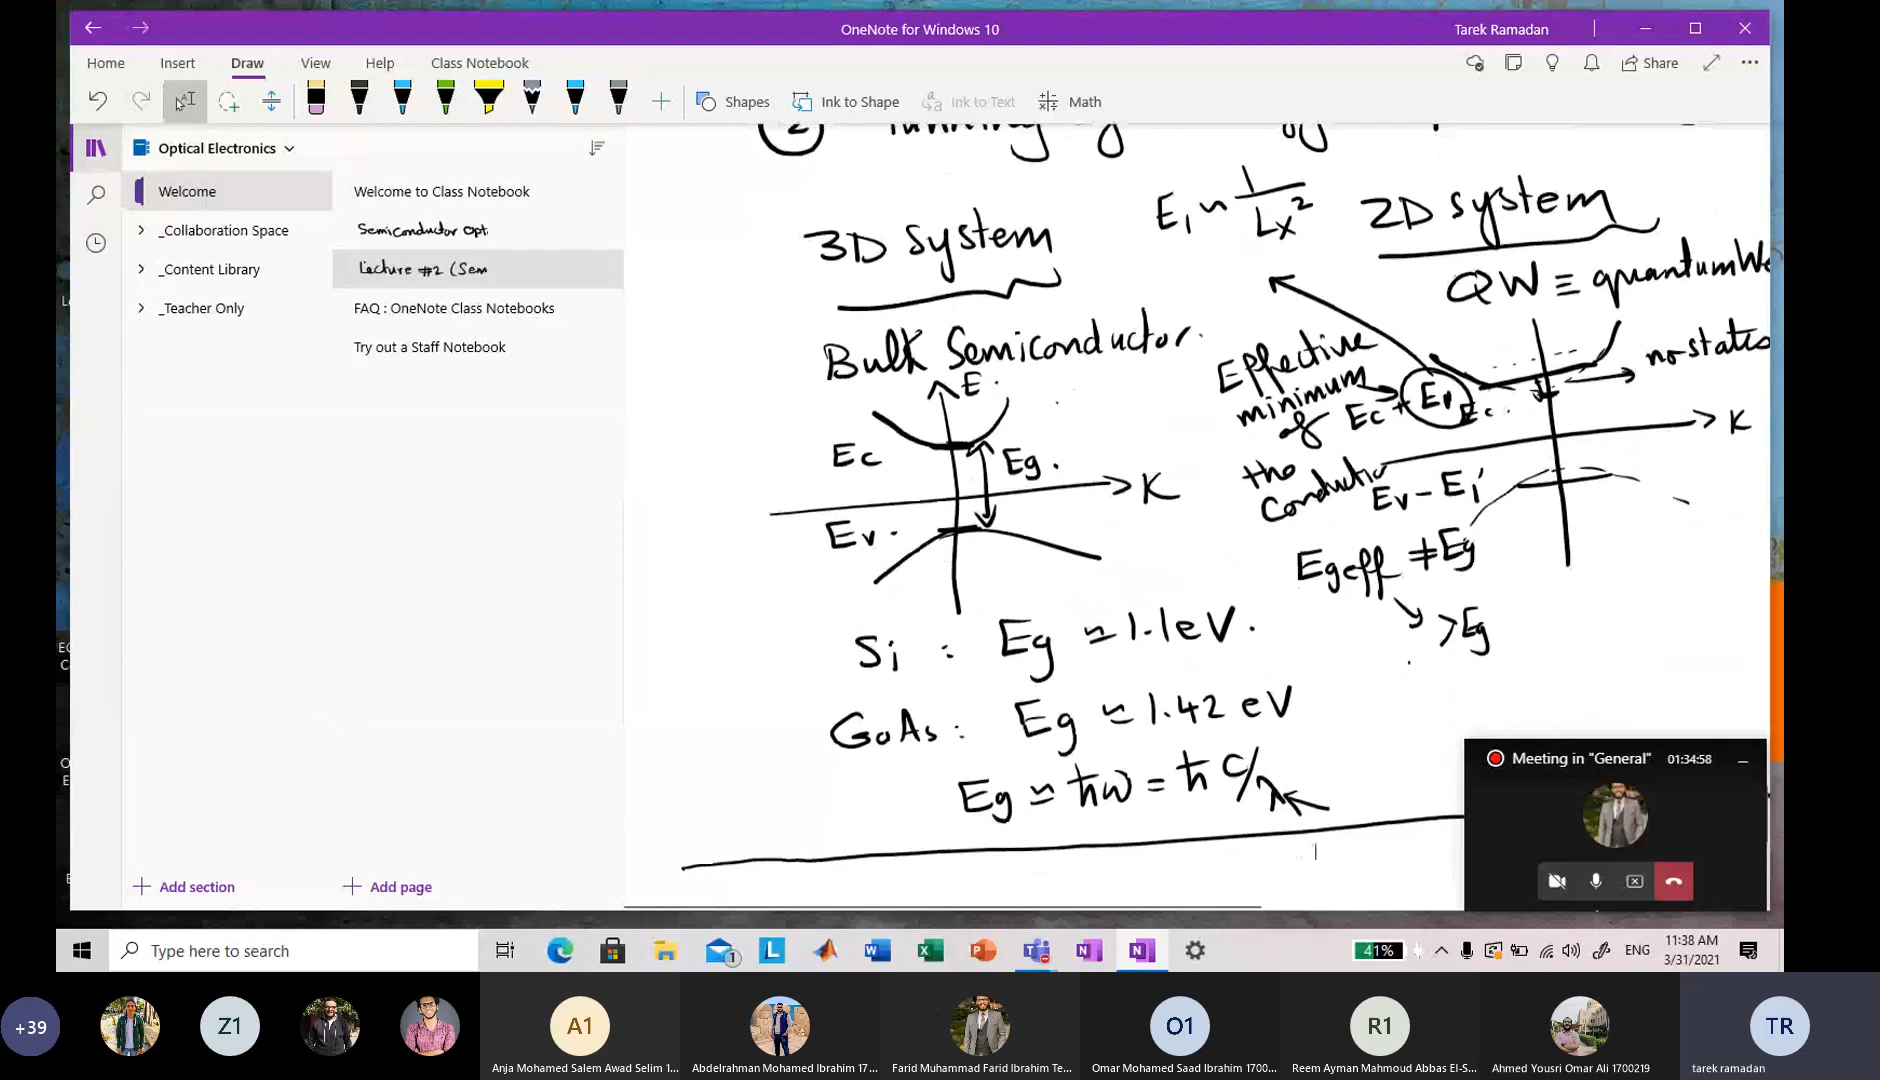 OneNote for Windows 10
Tarek Ramadan
Home Insert Draw View Help Class Notebook
Share
Shapes Ink to Shape Ink to Text Math
Optical Electronics
Welcome
_Collaboration Space
_Content Library
_Teacher Only
Welcome to Class Notebook
Semiconductor Opti
Lecture #2 (Sem
FAQ : OneNote Class Notebooks
Try out a Staff Notebook
Add section
Add page
2
3D system
Bulk Semiconductor.
E.
Ec
Eg.
K
Ev.
Si : Eg ≃ 1.1eV.
GaAs : Eg ≃ 1.42 eV
Eg ≃ ħω = ħ C/λ
E1 ~ 1/Lx²
2D system
QW ≡ quantumWe
no states
Effective
minimum
of
the
Conductio
Ec + E1
Ec
K
Ev - E1'
Egeff ≠ Eg
>Eg
Meeting in "General" 01:34:58
Type here to search
1
L
41%
ENG
11:38 AM
3/31/2021
+39
Z1
A1
O1
R1
TR
Anja Mohamed Salem Awad Selim 1...
Abdelrahman Mohamed Ibrahim 17...
Farid Muhammad Farid Ibrahim Te...
Omar Mohamed Saad Ibrahim 1700...
Reem Ayman Mahmoud Abbas El-S...
Ahmed Yousri Omar Ali 1700219
tarek ramadan